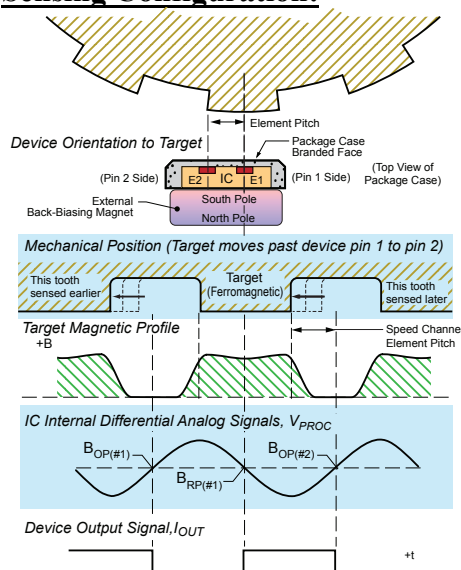 Sensing Configuration:
Element Pitch
Device Orientation to Target
Package Case
Branded Face
(Pin 2 Side)
E2
IC
E1
(Pin 1 Side)
(Top View of
Package Case)
External
Back-Biasing Magnet
South Pole
North Pole
Mechanical Position (Target moves past device pin 1 to pin 2)
This tooth
sensed earlier
Target
(Ferromagnetic)
This tooth
sensed later
Target Magnetic Profile
+B
Speed Channe
Element Pitch
IC Internal Differential Analog Signals, VPROC
BOP(#1)
BRP(#1)
BOP(#2)
Device Output Signal,IOUT
+t